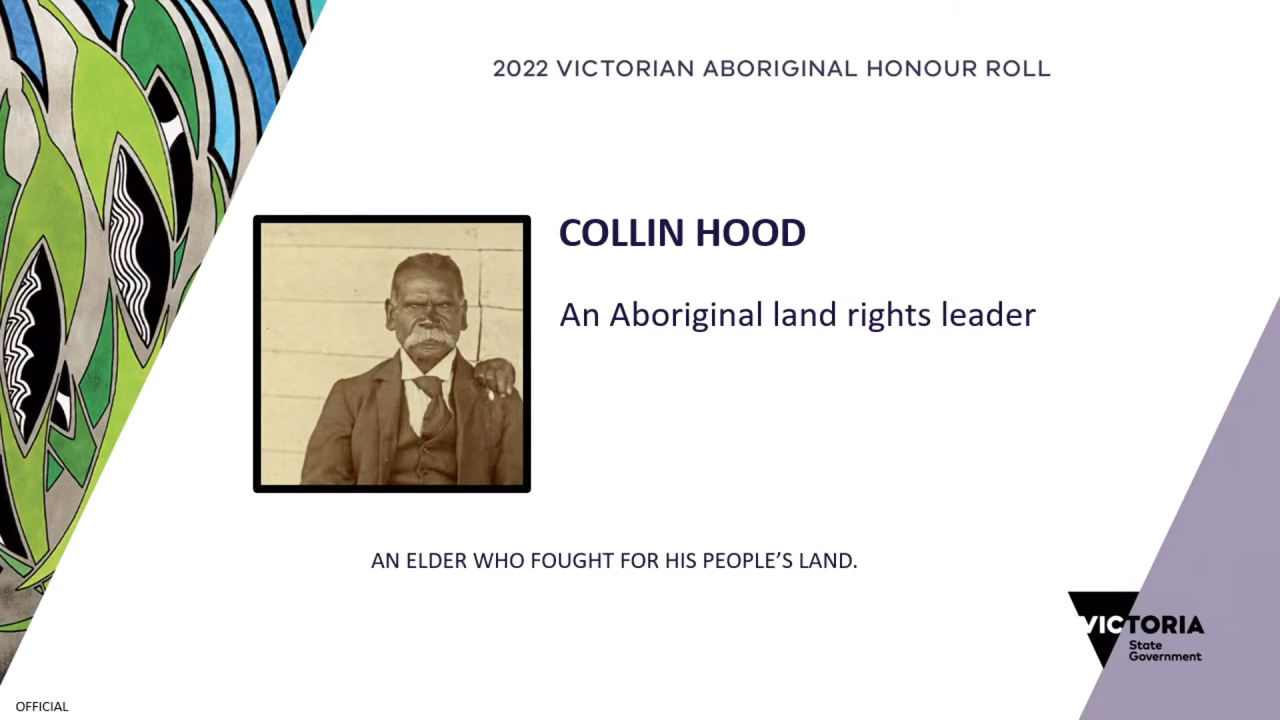 2022 VICTORIAN ABORIGINAL HONOUR ROLL
COLLIN HOOD
An Aboriginal land rights leader
AN ELDER WHO FOUGHT FOR HIS PEOPLE’S LAND.
VICTORIA
State
Government
OFFICIAL